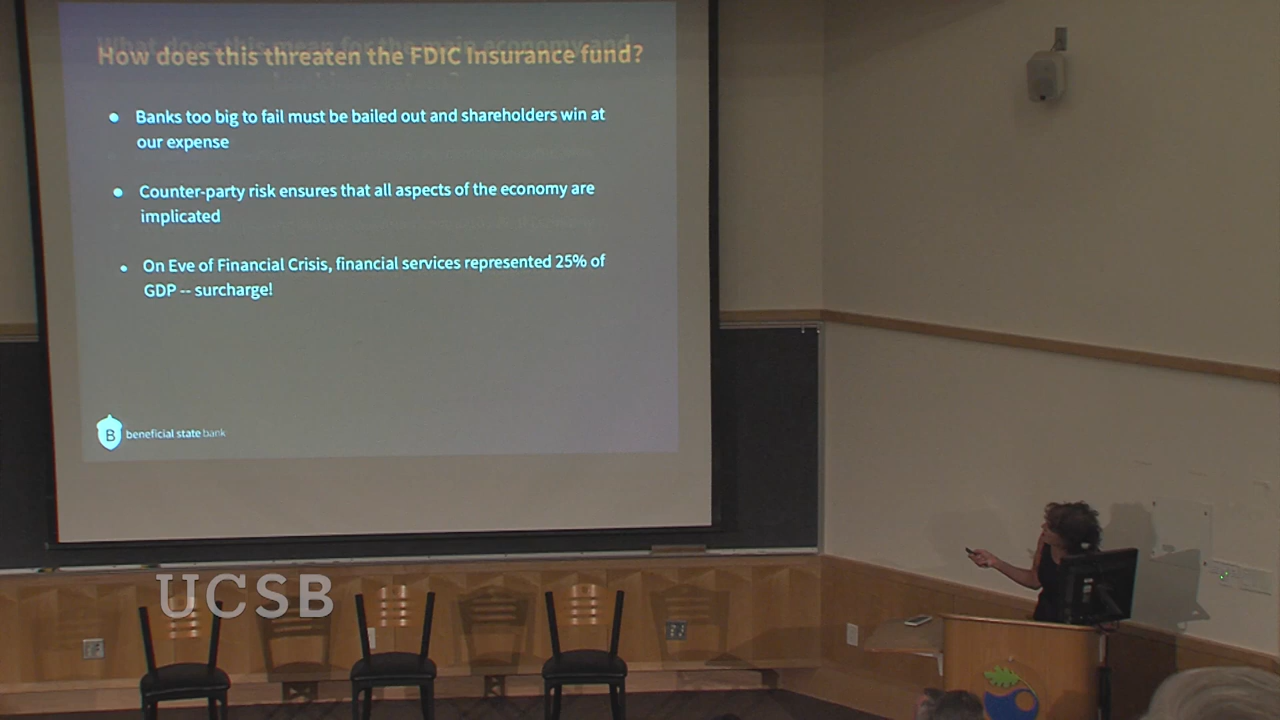 How does this threaten the FDIC Insurance fund?
Banks too big to fail must be bailed out and shareholders win at
our expense
Counter-party risk ensures that all aspects of the economy are
implicated
On Eve of Financial Crisis, financial services represented 25% of
GDP -- surcharge!
B beneficial state bank
UCSB